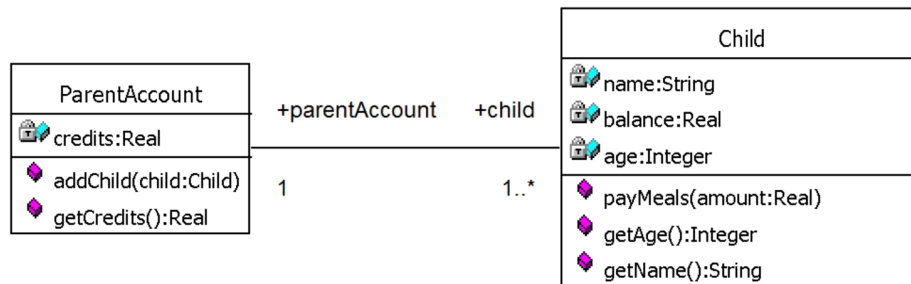 ParentAccount
credits:Real
addChild(child:Child)
getCredits():Real
+parentAccount
+child
1
1..*
Child
name:String
balance:Real
age:Integer
payMeals(amount:Real)
getAge():Integer
getName():String